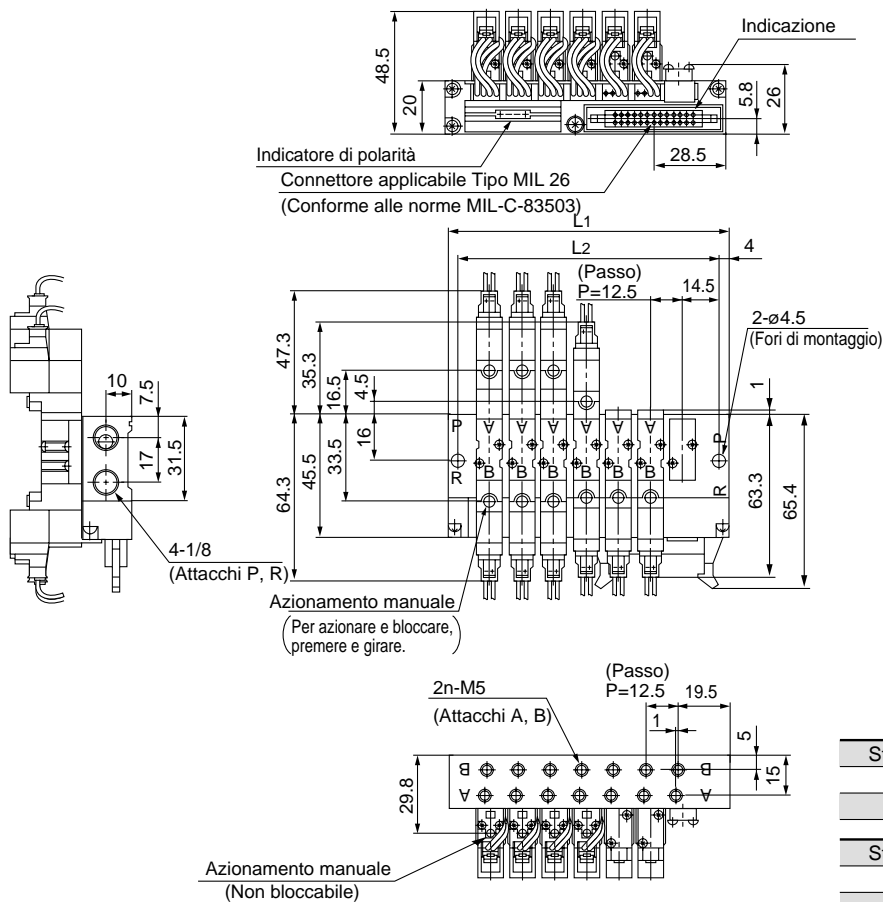 48.5
20
Indicazione
5.8
26
28.5
Indicatore di polarità
Connettore applicabile Tipo MIL 26
(Conforme alle norme MIL-C-83503)
L1
L2
4
(Passo)
P=12.5
14.5
2-ø4.5
(Fori di montaggio)
47.3
35.3
16.5
4.5
1
10
7.5
17
31.5
4-1/8
(Attacchi P, R)
64.3
45.5
33.5
16
P
R
A A A A A A
B B B B B B
P
R
63.3
65.4
Azionamento manuale
(Per azionare e bloccare,
premere e girare.)
2n-M5
(Attacchi A, B)
(Passo)
P=12.5
19.5
1
5
15
29.8
B
B
A
A
Azionamento manuale
(Non bloccabile)
S
S